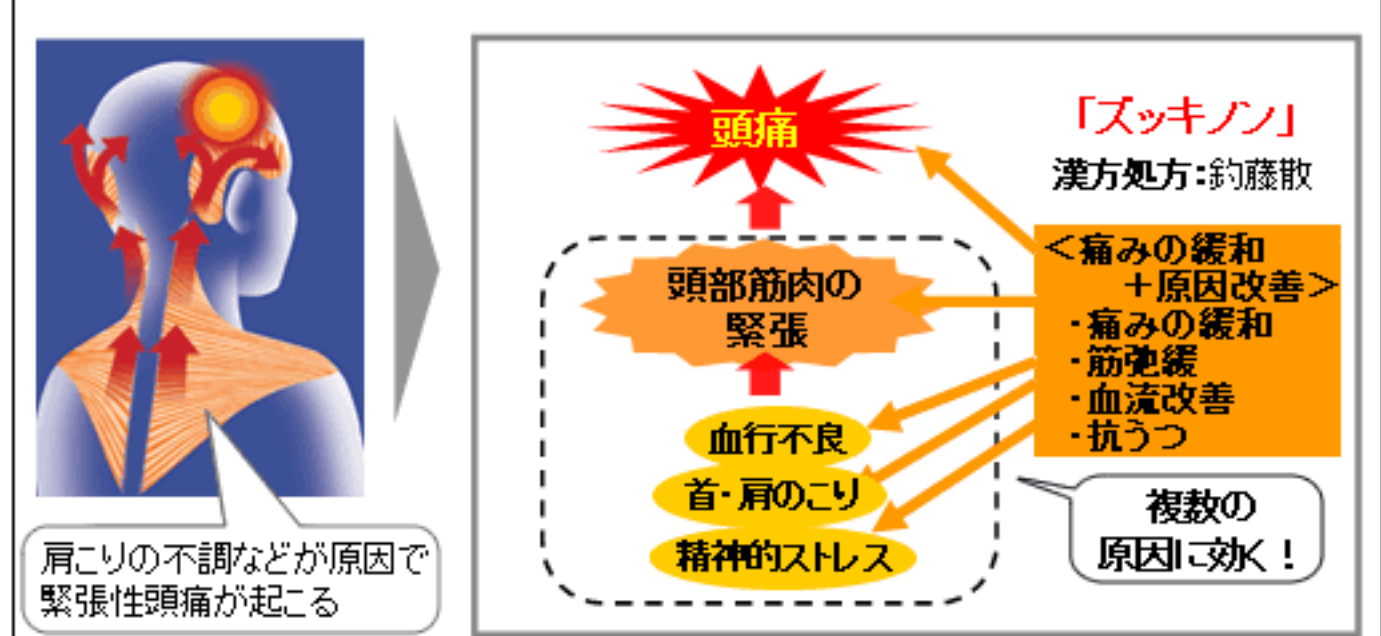 肩こりの不調などが原因で
緊張性頭痛が起こる
頭痛
頭部筋肉の
緊張
血行不良
首・肩のこり
精神的ストレス
「ズッキノン」
漢方処方:釣藤散
<痛みの緩和
+原因改善>
・痛みの緩和
・筋弛緩
・血流改善
・抗うつ
複数の
原因に効く!